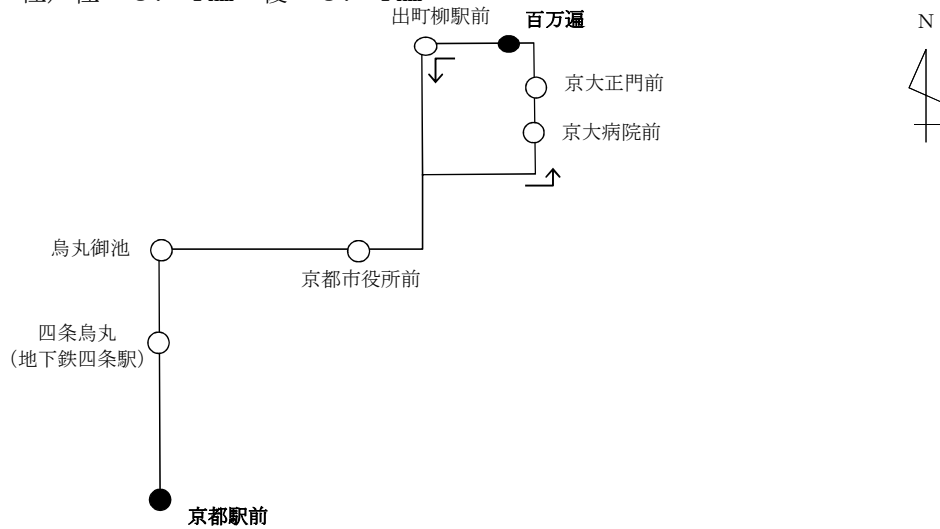 出町柳駅前
百万遍
N
京大正門前
京大病院前
烏丸御池
京都市役所前
四条烏丸
(地下鉄四条駅)
京都駅前